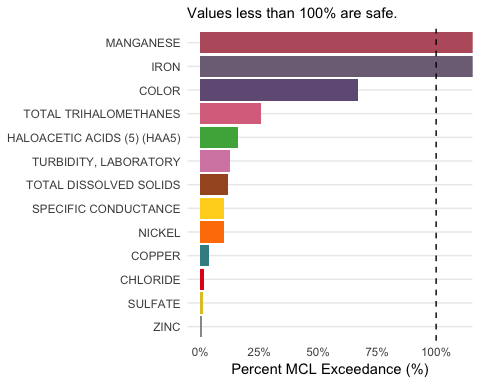 Values less than 100% are safe.
MANGANESE
IRON
COLOR
TOTAL TRIHALOMETHANES
HALOACETIC ACIDS (5) (HAA5)
TURBIDITY, LABORATORY
TOTAL DISSOLVED SOLIDS
SPECIFIC CONDUCTANCE
NICKEL
COPPER
CHLORIDE
SULFATE
ZINC
0% 25% 50% 75% 100%
Percent MCL Exceedance (%)